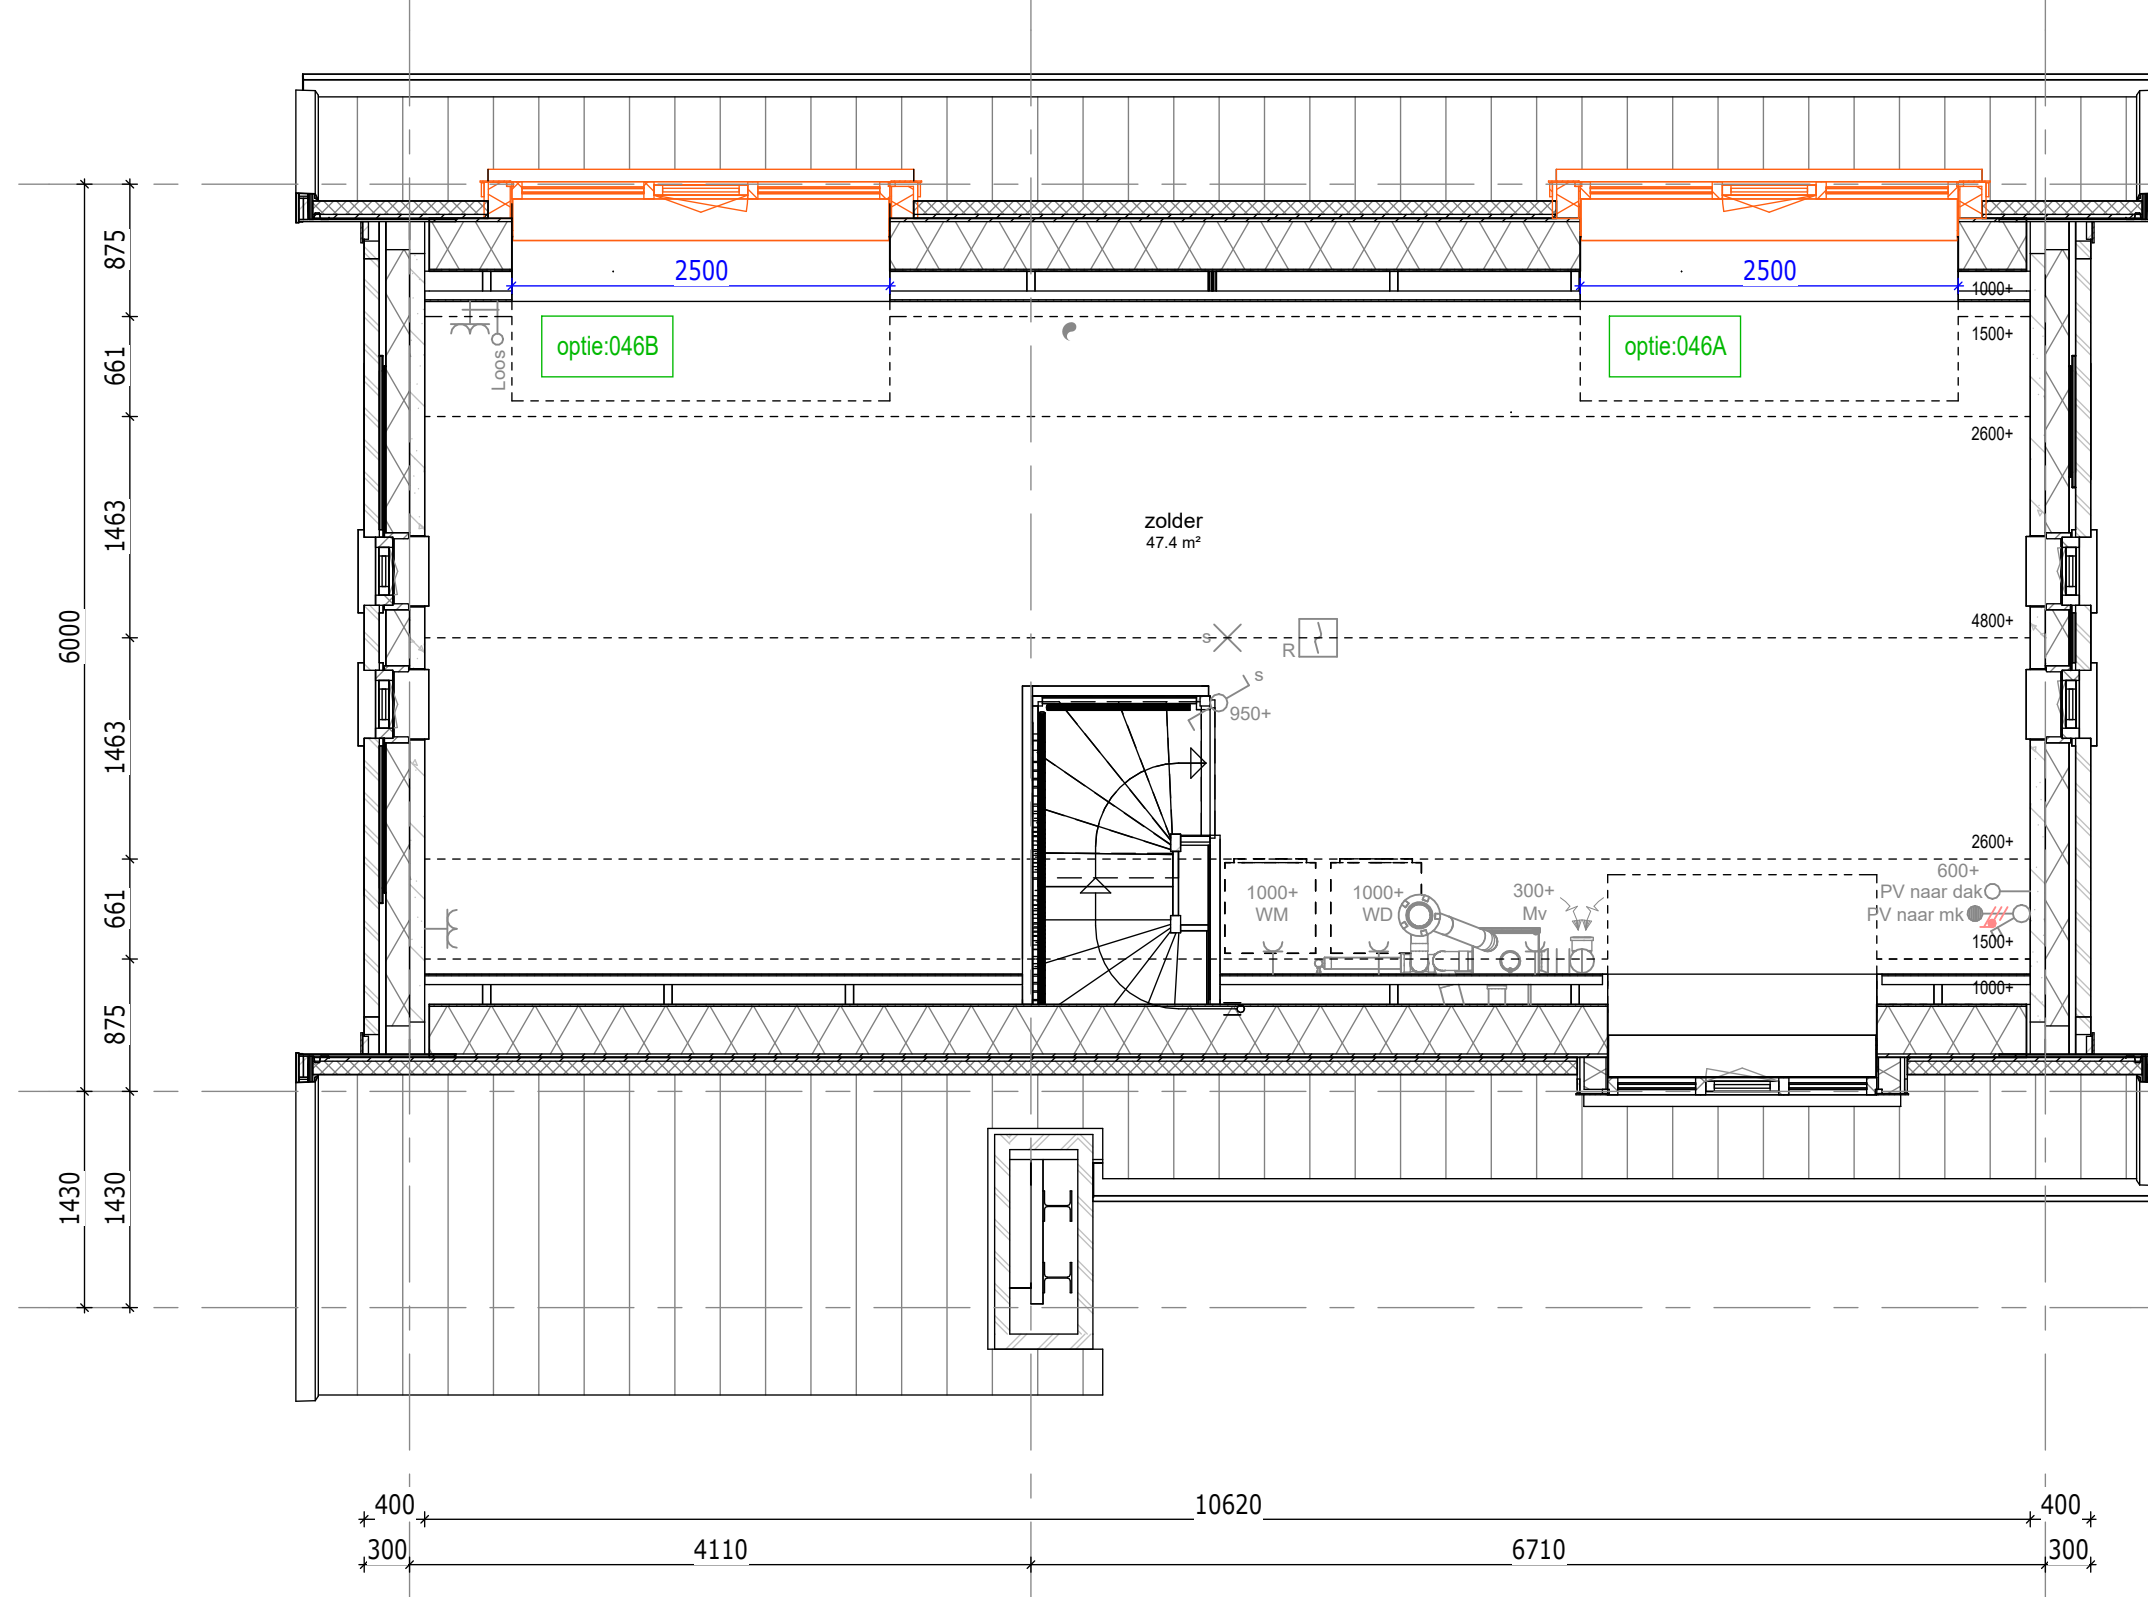 2500
2500
1000+
optie:046B
optie:046A
1500+
Loos
2600+
875
661
1463
6000
1463
661
875
1430
1430
zolder
47.4 m²
4800+
s
R
s
950+
2600+
1000+
WM
1000+
WD
300+
Mv
600+
PV naar dak
PV naar mk
1500+
1000+
400
10620
400
300
4110
6710
300